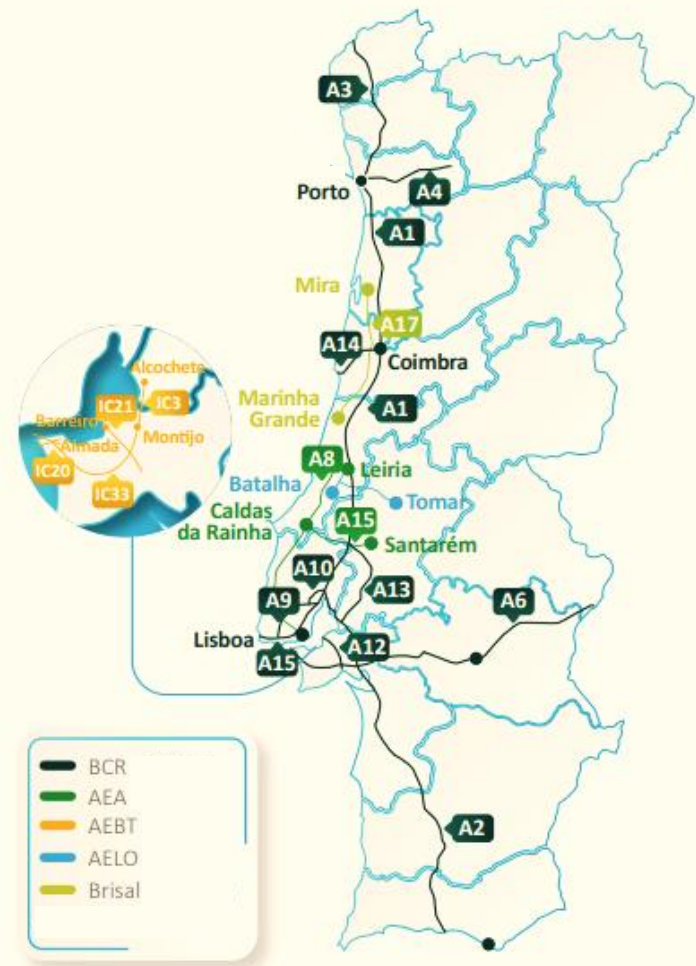 A3
Porto
A4
A1
Mira
A17
A14
Coimbra
Alcochete
IC21
IC3
Barreiro
Almada
Montijo
IC20
IC33
Marinha
Grande
A1
A8
Leiria
Batalha
Tomar
Caldas
da Rainha
A15
Santarém
A10
A13
A9
A6
Lisboa
A15
A12
A2
BCR
AEA
AEBT
AELO
Brisal